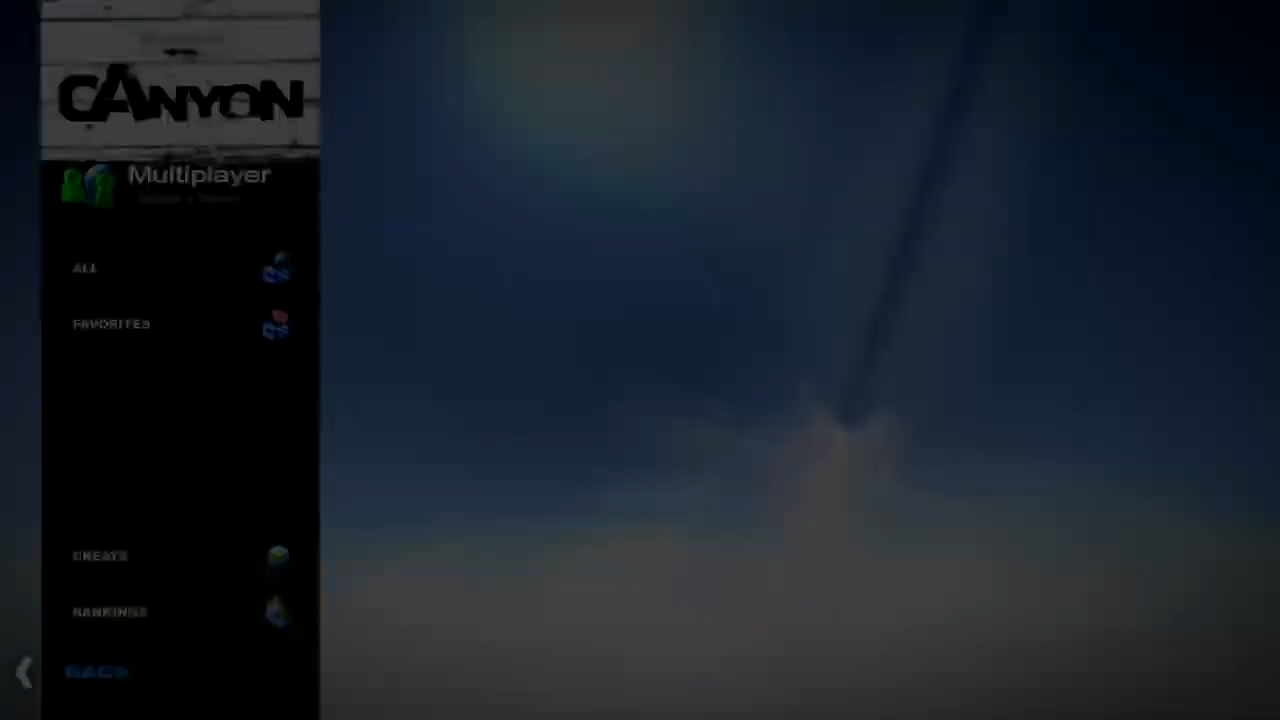 CANYON
Multiplayer
ALL
FAVORITES
CREATE
RANKINGS
BACK